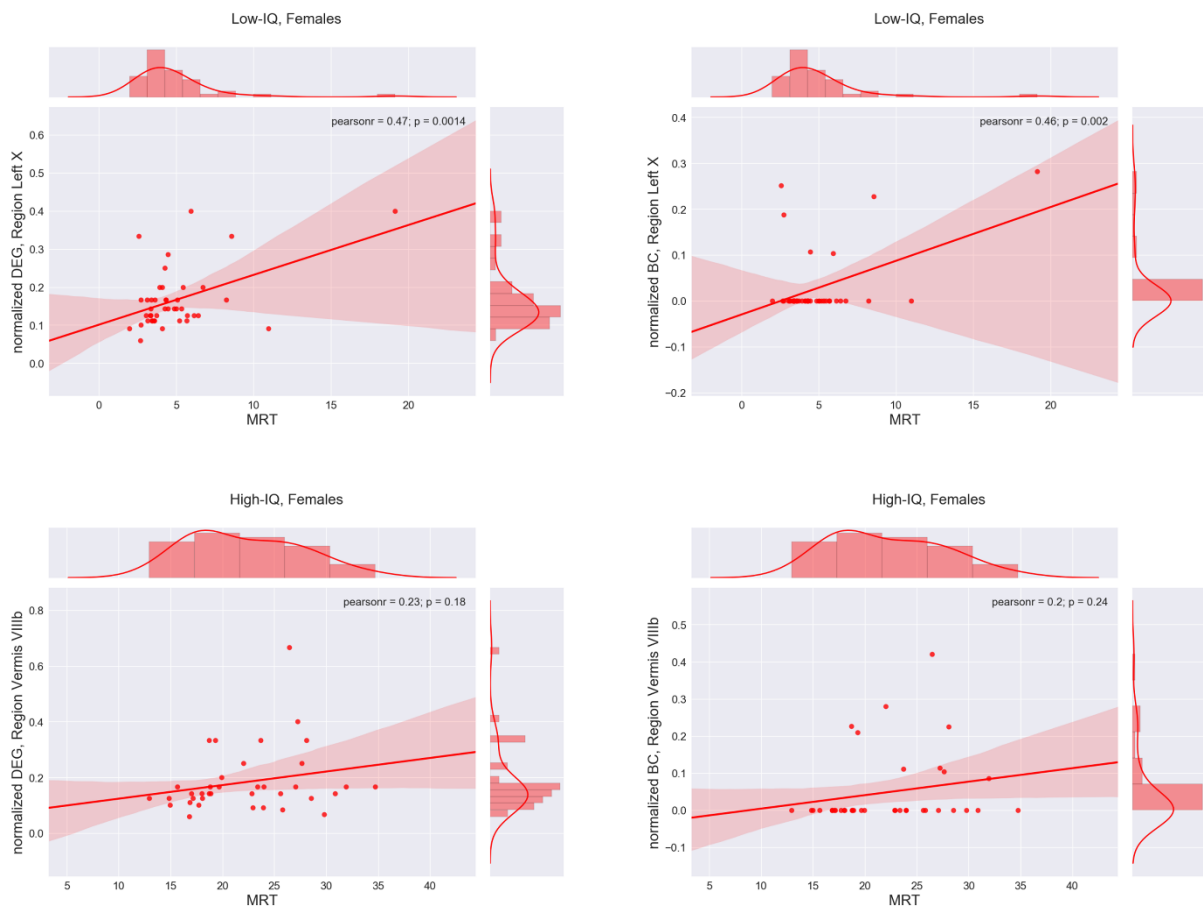 Low-IQ, Females
pearsonr = 0.47; p = 0.0014
normalized DEG, Region Left X
0.6
0.5
0.4
0.3
0.2
0.1
0.0
0 5 10 15 20
MRT
Low-IQ, Females
pearsonr = 0.46; p = 0.002
normalized BC, Region Left X
0.4
0.3
0.2
0.1
0.0
−0.1
−0.2
0 5 10 15 20
MRT
High-IQ, Females
pearsonr = 0.23; p = 0.18
normalized DEG, Region Vermis VIIIb
0.8
0.6
0.4
0.2
0.0
5 10 15 20 25 30 35 40
MRT
High-IQ, Females
pearsonr = 0.2; p = 0.24
normalized BC, Region Vermis VIIIb
0.5
0.4
0.3
0.2
0.1
0.0
−0.1
5 10 15 20 25 30 35 40
MRT